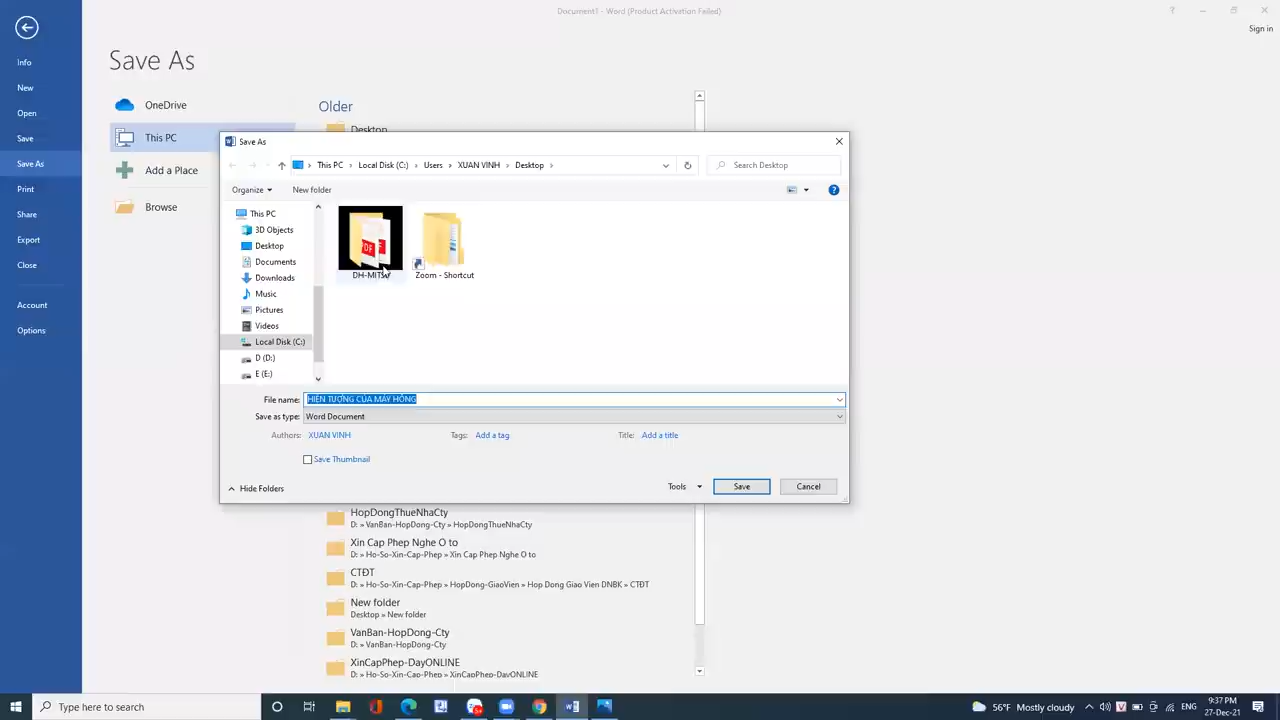 Document1 - Word (Product Activation Failed)
?
Sign in
Info
New
Open
Save
Save As
Print
Share
Export
Close
Account
Options
Save As
OneDrive
This PC
Add a Place
Browse
Older
Desktop
Save As
This PC > Local Disk (C:) > Users > XUAN VINH > Desktop >
Search Desktop
Organize
New folder
This PC
3D Objects
Desktop
Documents
Downloads
Music
Pictures
Videos
Local Disk (C:)
D (D:)
E (E:)
PDF
DH-MITSU
Zoom - Shortcut
File name: HIỆN TƯỢNG CỦA MÁY HỎNG
Save as type: Word Document
Authors: XUAN VINH
Tags: Add a tag
Title: Add a title
Save Thumbnail
Hide Folders
Tools
Save
Cancel
HopDongThueNhaCty
D: » VanBan-HopDong-Cty » HopDongThueNhaCty
Xin Cap Phep Nghe O to
D: » Ho-So-Xin-Cap-Phep » Xin Cap Phep Nghe O to
CTĐT
D: » Ho-So-Xin-Cap-Phep » HopDong-GiaoVien » Hop Dong Giao Vien DNBK » CTĐT
New folder
Desktop » New folder
VanBan-HopDong-Cty
D: » VanBan-HopDong-Cty
XinCapPhep-DayONLINE
D: » Ho-So-Xin-Cap-Phep » XinCapPhep-DayONLINE
Type here to search
56°F Mostly cloudy
V
ENG
9:37 PM
27-Dec-21